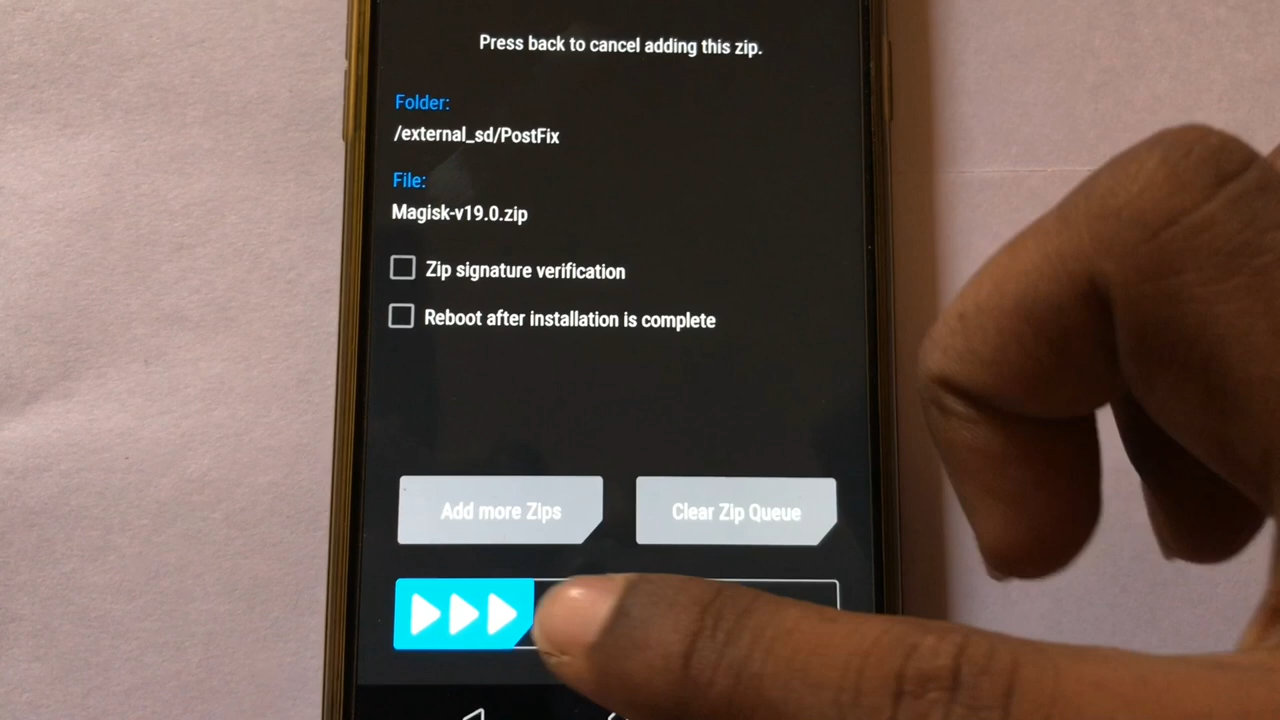 Press back to cancel adding this zip.
Folder:
/external_sd/PostFix
File:
Magisk-v19.0.zip
Zip signature verification
Reboot after installation is complete
Add more Zips
Clear Zip Queue